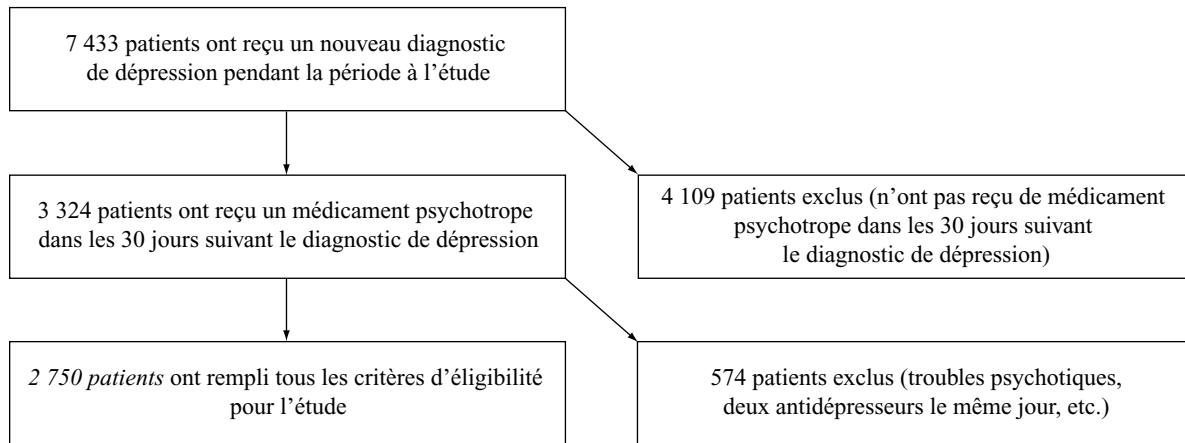 7 433 patients ont reçu un nouveau diagnostic
de dépression pendant la période à l’étude
3 324 patients ont reçu un médicament psychotrope
dans les 30 jours suivant le diagnostic de dépression
4 109 patients exclus (n’ont pas reçu de médicament
psychotrope dans les 30 jours suivant
le diagnostic de dépression)
2 750 patients ont rempli tous les critères d’éligibilité
pour l’étude
574 patients exclus (troubles psychotiques,
deux antidépresseurs le même jour, etc.)